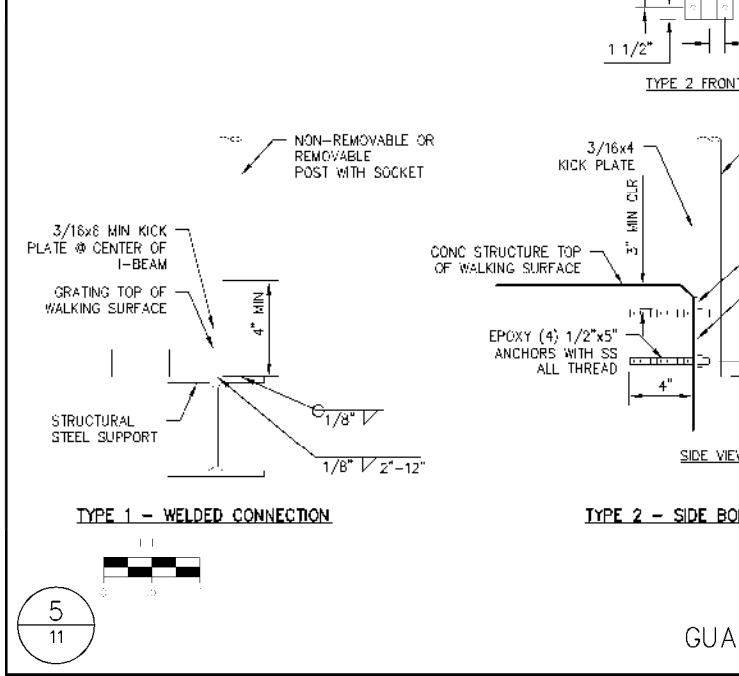 1 1/2"
TYPE 2 FRONT
NON-REMOVABLE OR
REMOVABLE
POST WITH SOCKET
3/16x6 MIN KICK
PLATE @ CENTER OF
I-BEAM
GRATING TOP OF
WALKING SURFACE
4" MIN
STRUCTURAL
STEEL SUPPORT
1/8"
1/8" 2"-12"
TYPE 1 - WELDED CONNECTION
3/16x4
KICK PLATE
3" MIN CLR
CONC STRUCTURE TOP
OF WALKING SURFACE
EPOXY (4) 1/2"x5"
ANCHORS WITH SS
ALL THREAD
4"
SIDE VIEW
TYPE 2 - SIDE BO
5
11
GUA